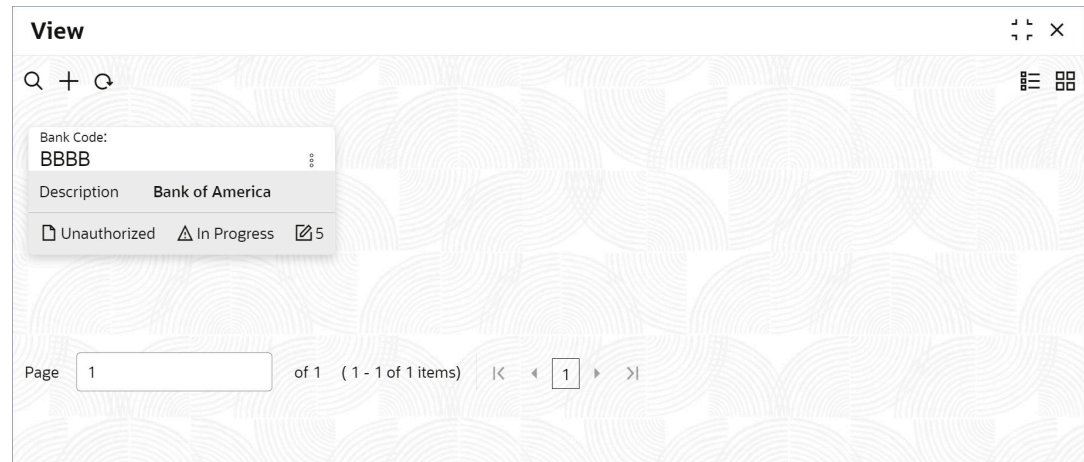 View
Bank Code:
BBBB
Description Bank of America
Unauthorized In Progress 5
Page 1 of 1 ( 1 - 1 of 1 items) 1